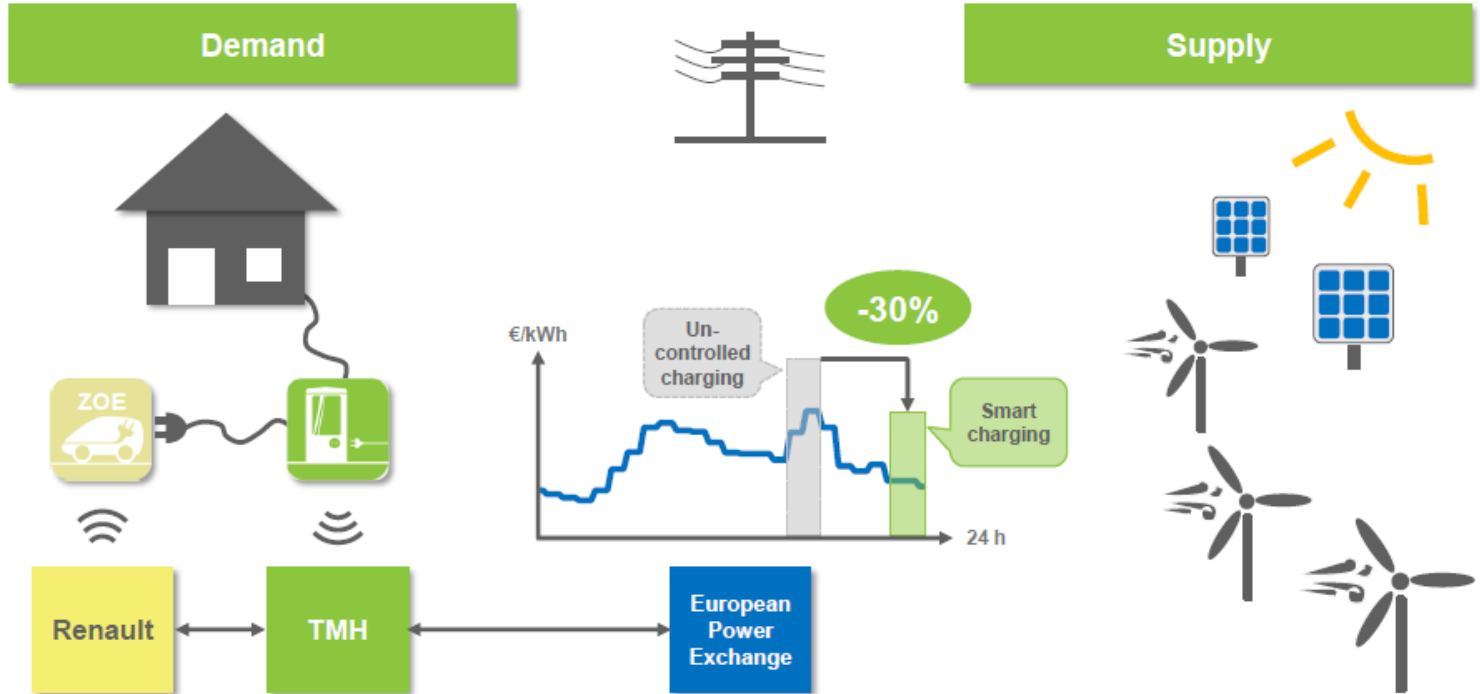 Demand
Supply
-30%
Un-
controlled
charging
€/kWh
Smart
charging
ZOE
24 h
Renault
TMH
European
Power
Exchange